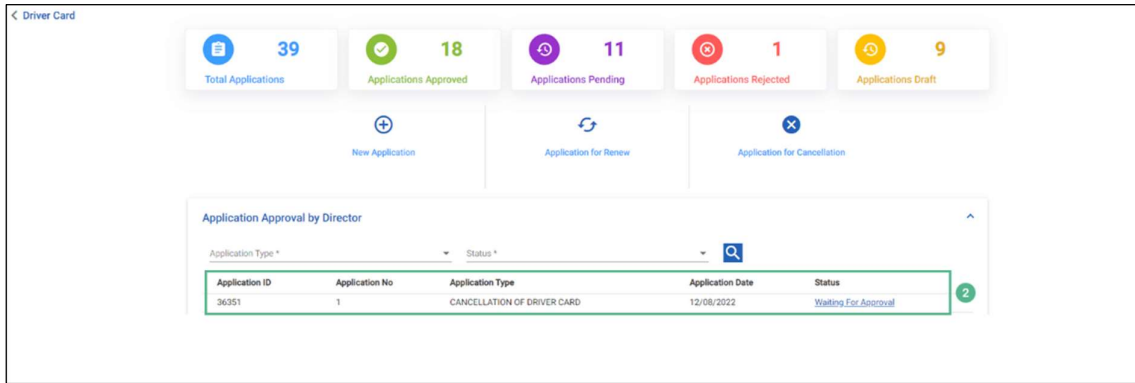 Driver Card
39 18 11 1 9
Total Applications Applications Approved Applications Pending Applications Rejected Applications Draft
New Application Application for Renew Application for Cancellation
Application Approval by Director
Application Type * Status *
Application ID Application No Application Type Application Date Status
36351 1 CANCELLATION OF DRIVER CARD 12/08/2022 Waiting For Approval
2